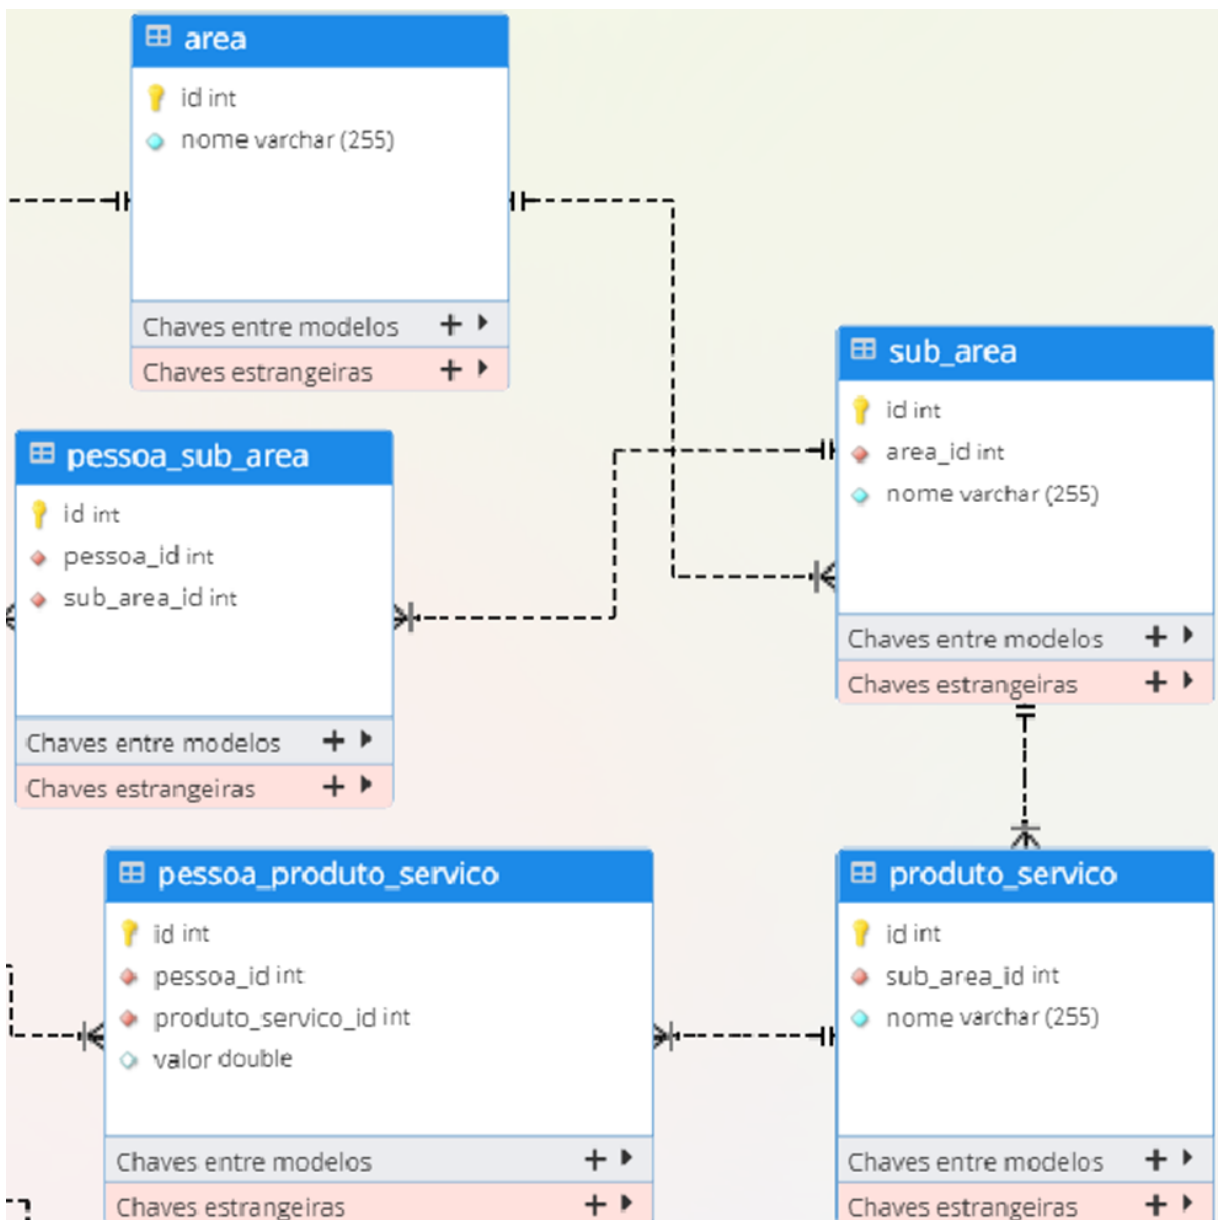 area
id int
nome varchar (255)
Chaves entre modelos
Chaves estrangeiras
sub_area
id int
area_id int
nome varchar (255)
Chaves entre modelos
Chaves estrangeiras
pessoa_sub_area
id int
pessoa_id int
sub_area_id int
Chaves entre modelos
Chaves estrangeiras
pessoa_produto_servico
id int
pessoa_id int
produto_servico_id int
valor double
Chaves entre modelos
Chaves estrangeiras
produto_servico
id int
sub_area_id int
nome varchar (255)
Chaves entre modelos
Chaves estrangeiras